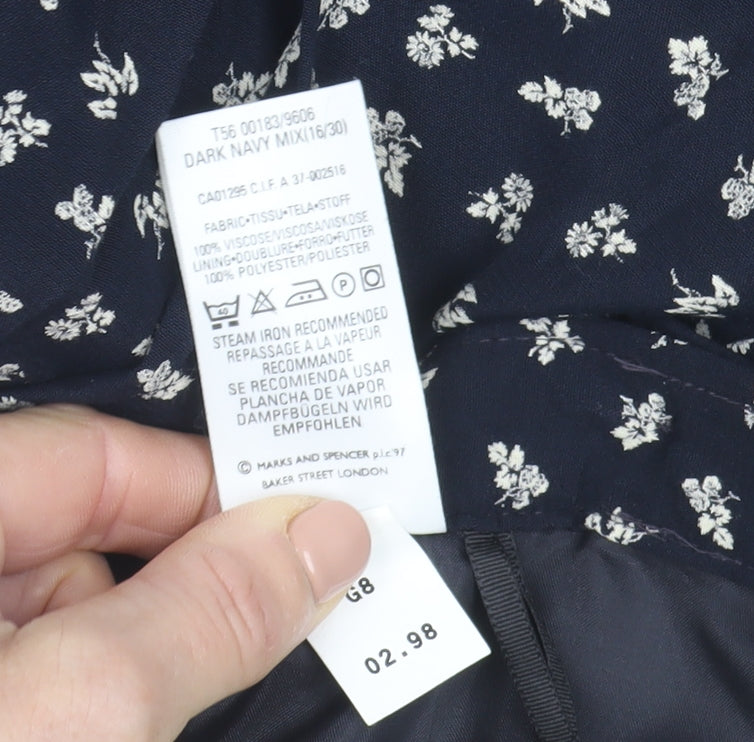 T56 00183/9606
DARK NAVY MIX(16/30)
CA01295 C.I.F. A 37-002516
FABRIC•TISSU•TELA•STOFF
100% VISCOSE/VISCOSA/VISKOSE
LINING•DOUBLURE•FORRO•FUTTER
100% POLYESTER/POLIESTER
40 P
STEAM IRON RECOMMENDED
REPASSAGE A LA VAPEUR
RECOMMANDE
SE RECOMIENDA USAR
PLANCHA DE VAPOR
DAMPFBÜGELN WIRD
EMPFOHLEN
© MARKS AND SPENCER p.l.c.'97
BAKER STREET LONDON
G8
02.98